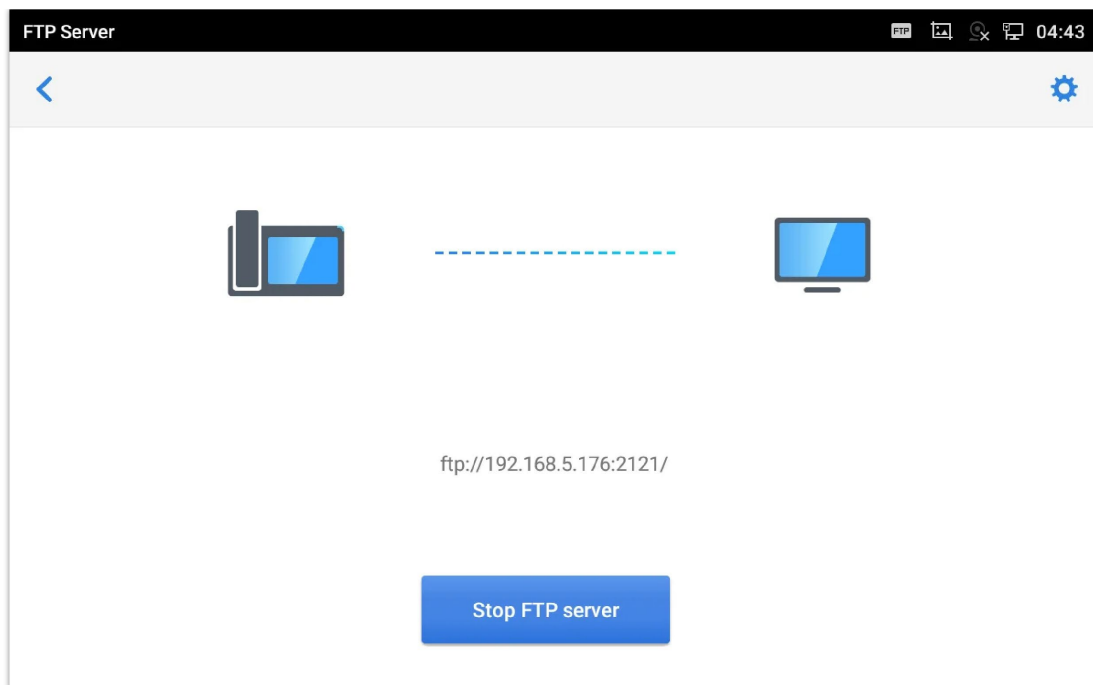 FTP Server
FTP
04:43
ftp://192.168.5.176:2121/
Stop FTP server